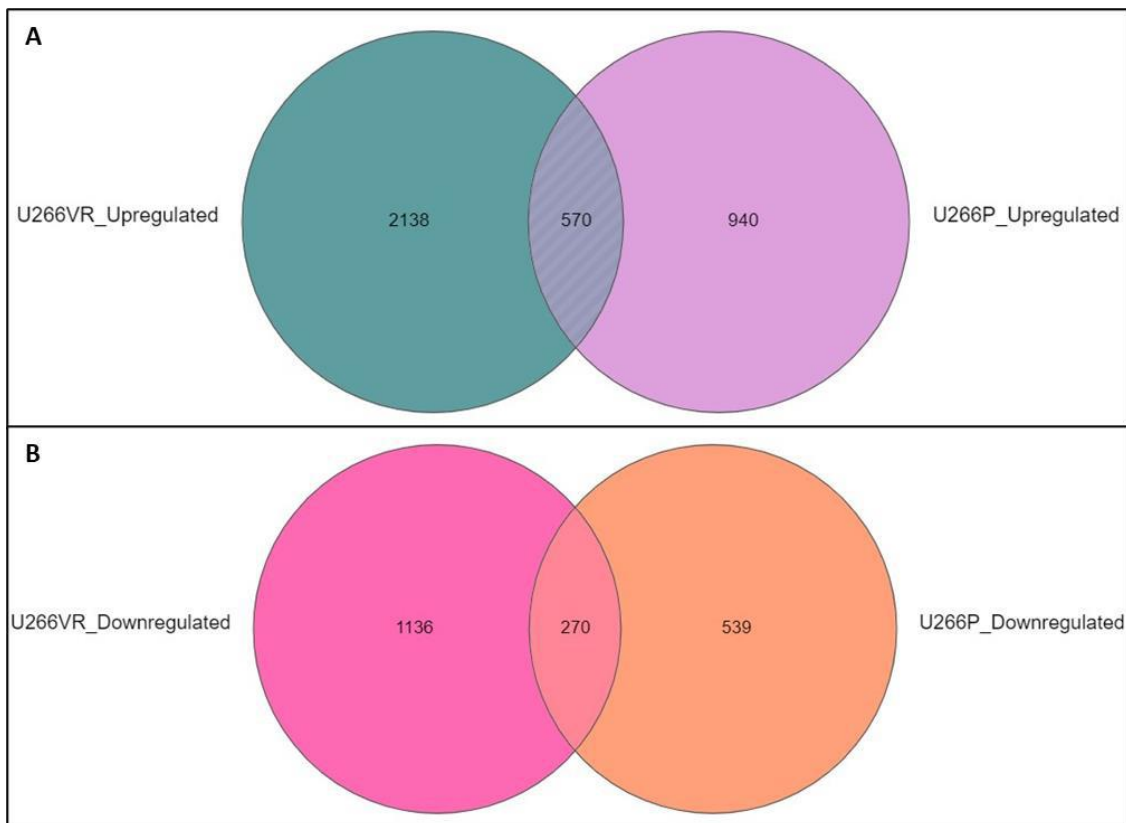 A
U266VR_Upregulated
2138
570
940
U266P_Upregulated
B
U266VR_Downregulated
1136
270
539
U266P_Downregulated